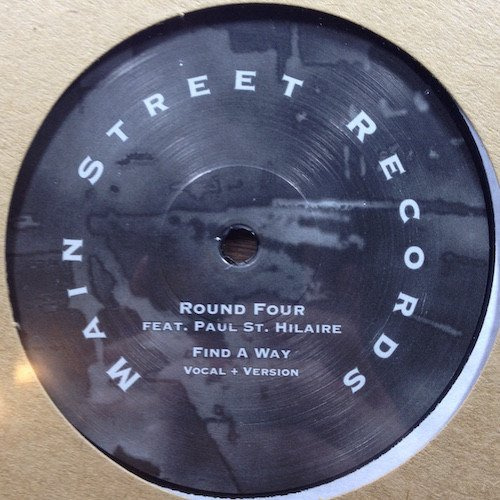 MAIN STREET RECORDS
ROUND FOUR
FEAT. PAUL ST. HILAIRE
FIND A WAY
VOCAL + VERSION